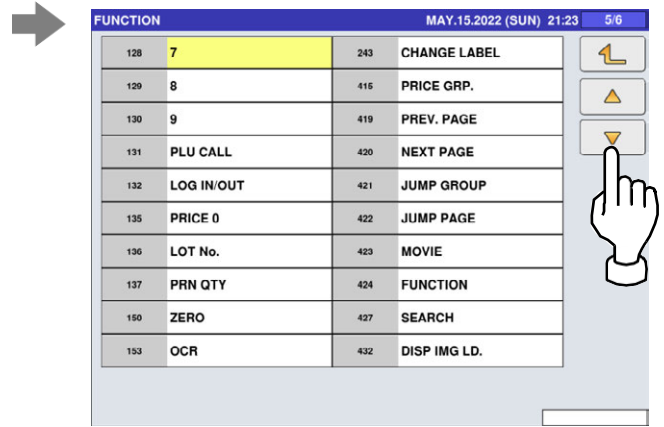 FUNCTION MAY.15.2022 (SUN) 21:23 5/6
128 7 243 CHANGE LABEL
129 8 415 PRICE GRP.
130 9 419 PREV. PAGE
131 PLU CALL 420 NEXT PAGE
132 LOG IN/OUT 421 JUMP GROUP
135 PRICE 0 422 JUMP PAGE
136 LOT No. 423 MOVIE
137 PRN QTY 424 FUNCTION
150 ZERO 427 SEARCH
153 OCR 432 DISP IMG LD.